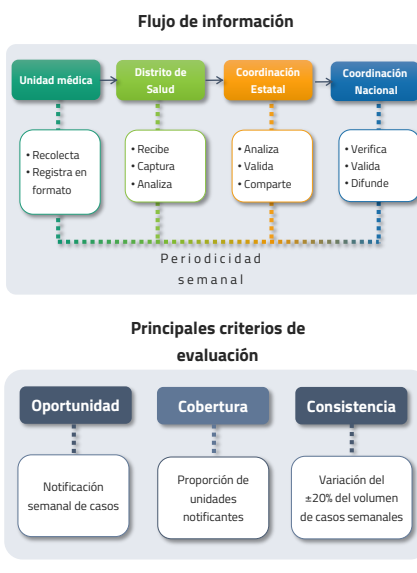 Flujo de información
Unidad médica
Distrito de
Salud
Coordinación
Estatal
Coordinación
Nacional
• Recolecta
• Registra en
formato
• Recibe
• Captura
• Analiza
• Analiza
• Valida
• Comparte
• Verifica
• Valida
• Difunde
Periodicidad
semanal
Principales criterios de
evaluación
Oportunidad
Cobertura
Consistencia
Notificación
semanal de casos
Proporción de
unidades
notificantes
Variación del
±20% del volumen
de casos semanales